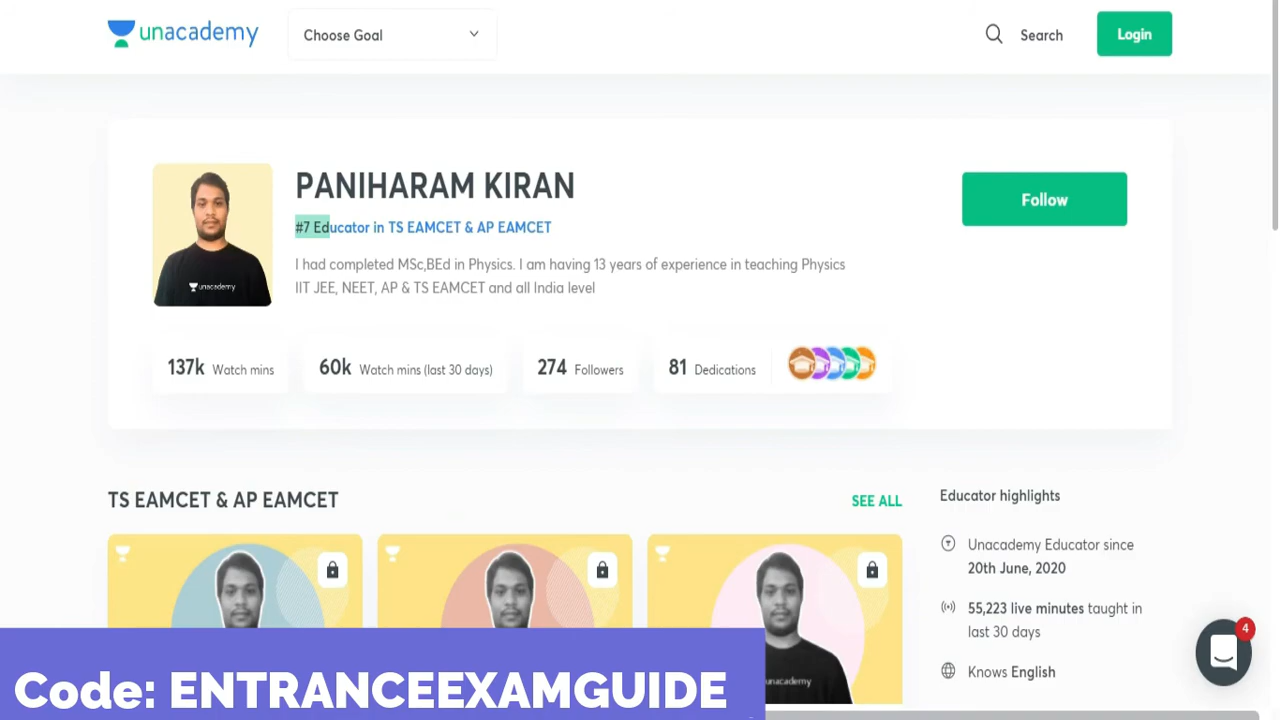 unacademy
Choose Goal
Search
Login
PANIHARAM KIRAN
Follow
#7 Educator in TS EAMCET & AP EAMCET
I had completed MSc,BEd in Physics. I am having 13 years of experience in teaching Physics
IIT JEE, NEET, AP & TS EAMCET and all India level
unacademy
137k Watch mins
60k Watch mins (last 30 days)
274 Followers
81 Dedications
TS EAMCET & AP EAMCET
SEE ALL
Educator highlights
Unacademy Educator since
20th June, 2020
55,223 live minutes taught in
last 30 days
4
Knows English
unacademy
Code: ENTRANCEEXAMGUIDE